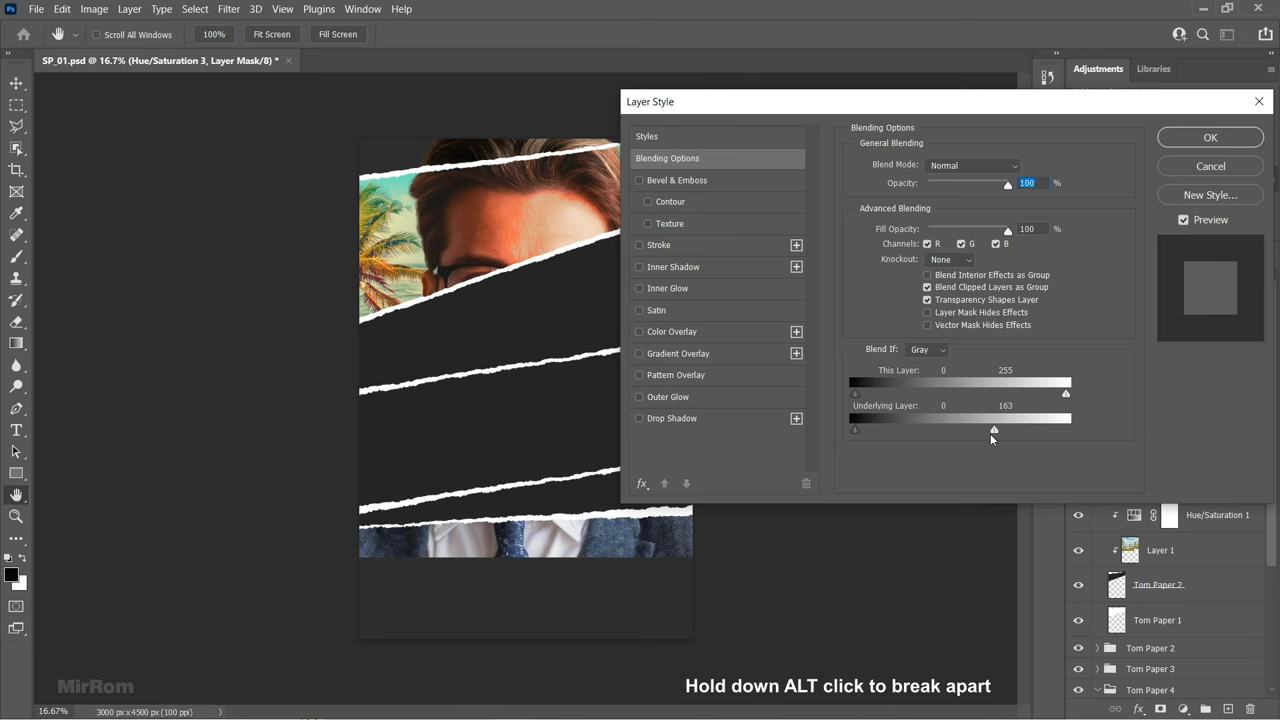 Ps File Edit Image Layer Type Select Filter 3D View Plugins Window Help
Scroll All Windows 100% Fit Screen Fill Screen
SP_01.psd @ 16.7% (Hue/Saturation 3, Layer Mask/8) * ×
Adjustments Libraries
Layer Style
Styles
Blending Options
Bevel & Emboss
Contour
Texture
Stroke
Inner Shadow
Inner Glow
Satin
Color Overlay
Gradient Overlay
Pattern Overlay
Outer Glow
Drop Shadow
fx
Blending Options
General Blending
Blend Mode: Normal
Opacity: 100 %
Advanced Blending
Fill Opacity: 100 %
Channels: R G B
Knockout: None
Blend Interior Effects as Group
Blend Clipped Layers as Group
Transparency Shapes Layer
Layer Mask Hides Effects
Vector Mask Hides Effects
Blend If: Gray
This Layer: 0 255
Underlying Layer: 0 163
OK
Cancel
New Style...
Preview
Hue/Saturation 1
Layer 1
Torn Paper 2
Torn Paper 1
Torn Paper 2
Torn Paper 3
Torn Paper 4
fx
MirRom
Hold down ALT click to break apart
16.67% 3000 px x 4500 px (100 ppi)